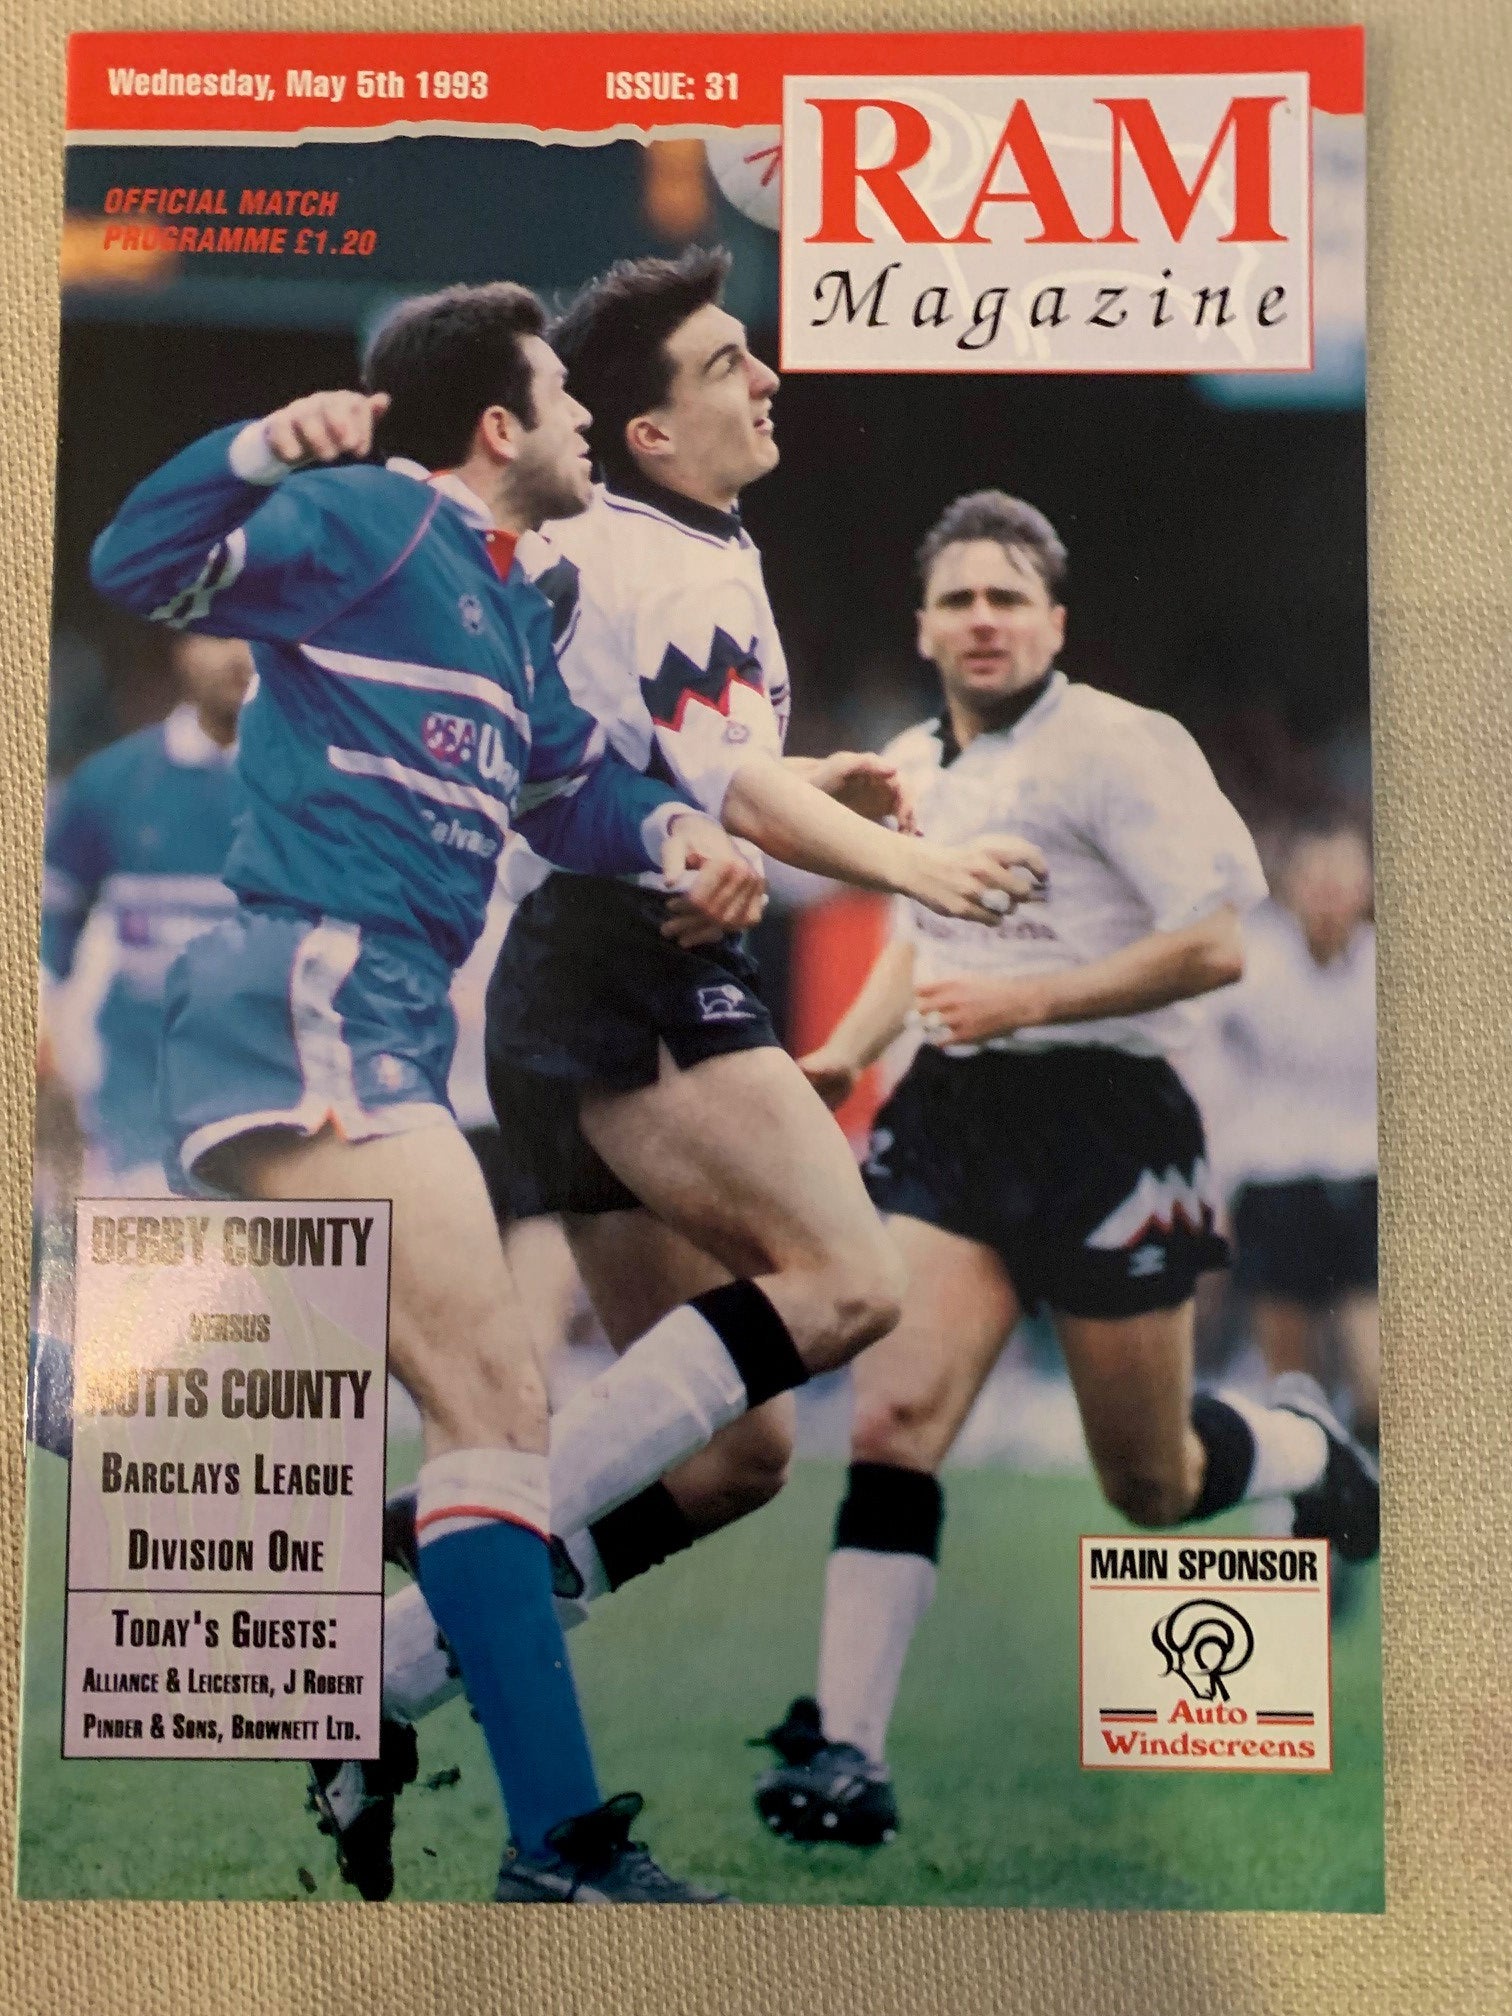 Wednesday, May 5th 1993
ISSUE: 31
RAM
Magazine
OFFICIAL MATCH
PROGRAMME £1.20
USA
DERBY COUNTY
VERSUS
NOTTS COUNTY
BARCLAYS LEAGUE
DIVISION ONE
TODAY'S GUESTS:
ALLIANCE & LEICESTER, J ROBERT
PINDER & SONS, BROWNETT LTD.
MAIN SPONSOR
Auto
Windscreens